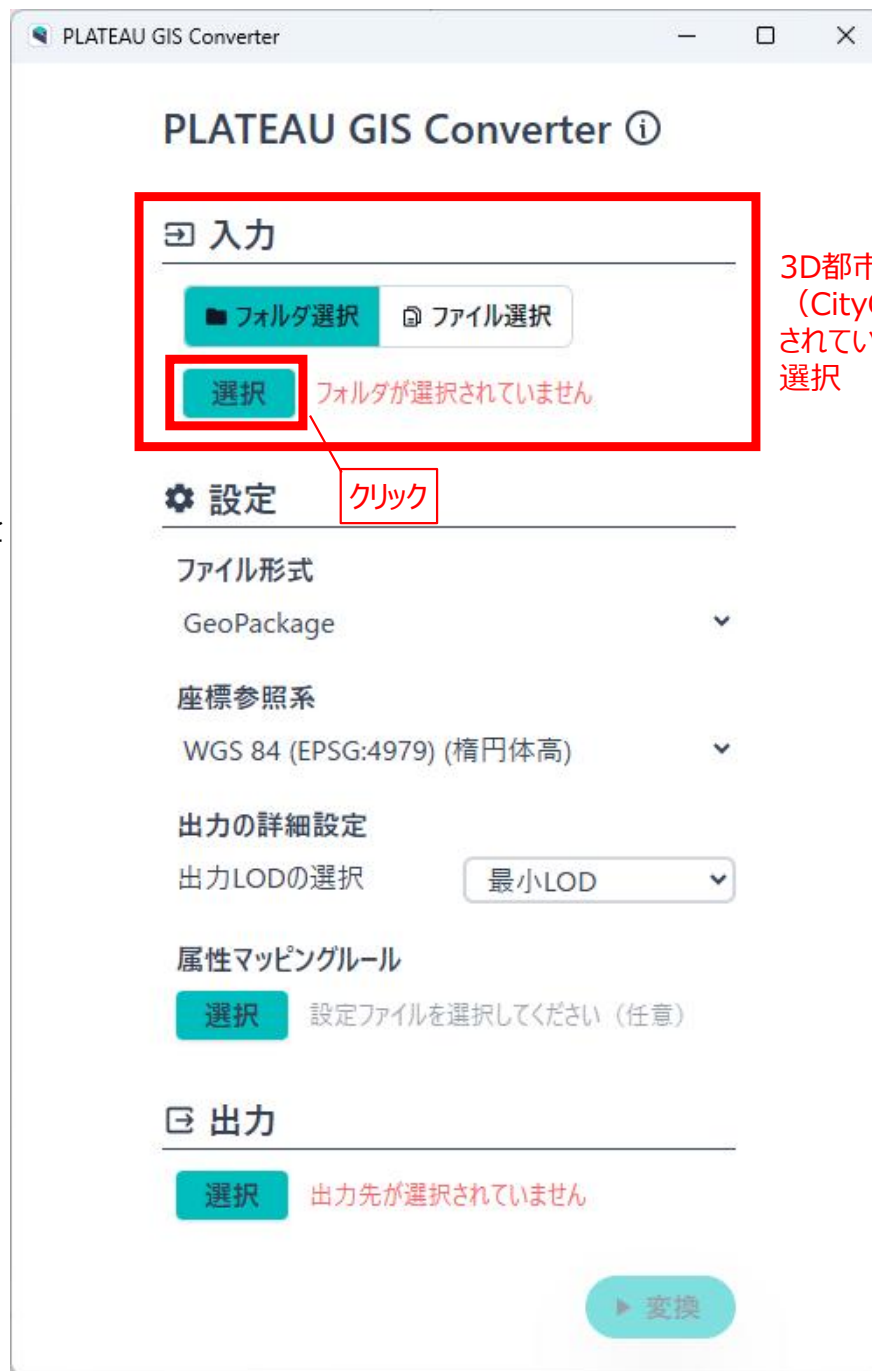 PLATEAU GIS Converter
PLATEAU GIS Converter
入力
フォルダ選択 ファイル選択
選択 フォルダが選択されていません
3D都市
（City
されてい
選択
クリック
設定
ファイル形式
GeoPackage
座標参照系
WGS 84 (EPSG:4979) (楕円体高)
出力の詳細設定
出力LODの選択 最小LOD
属性マッピングルール
選択 設定ファイルを選択してください（任意）
出力
選択 出力先が選択されていません
変換